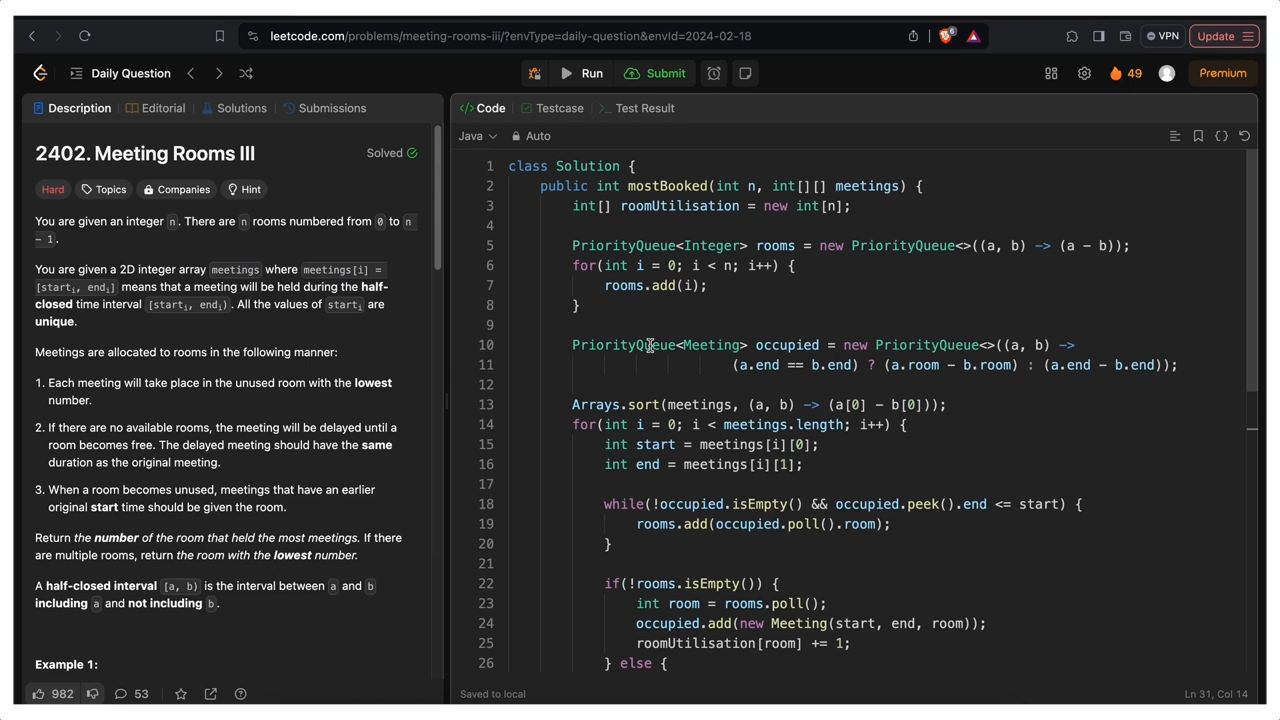 leetcode.com/problems/meeting-rooms-iii/?envType=daily-question&envId=2024-02-18
6
VPN
Update
Daily Question
Run
Submit
49
Premium
Description
Editorial
Solutions
Submissions
2402. Meeting Rooms III
Solved
Hard
Topics
Companies
Hint
You are given an integer n. There are n rooms numbered from 0 to n
- 1.
You are given a 2D integer array meetings where meetings[i] =
[starti, endi] means that a meeting will be held during the half-
closed time interval [starti, endi). All the values of starti are
unique.
Meetings are allocated to rooms in the following manner:
1. Each meeting will take place in the unused room with the lowest
number.
2. If there are no available rooms, the meeting will be delayed until a
room becomes free. The delayed meeting should have the same
duration as the original meeting.
3. When a room becomes unused, meetings that have an earlier
original start time should be given the room.
Return the number of the room that held the most meetings. If there
are multiple rooms, return the room with the lowest number.
A half-closed interval [a, b) is the interval between a and b
including a and not including b.
Example 1:
982
53
</> Code
Testcase
>_ Test Result
Java
Auto
1 class Solution {
2 public int mostBooked(int n, int[][] meetings) {
3 int[] roomUtilisation = new int[n];
4
5 PriorityQueue<Integer> rooms = new PriorityQueue<>((a, b) -> (a - b));
6 for(int i = 0; i < n; i++) {
7 rooms.add(i);
8 }
9
10 PriorityQueue<Meeting> occupied = new PriorityQueue<>((a, b) ->
11 (a.end == b.end) ? (a.room - b.room) : (a.end - b.end));
12
13 Arrays.sort(meetings, (a, b) -> (a[0] - b[0]));
14 for(int i = 0; i < meetings.length; i++) {
15 int start = meetings[i][0];
16 int end = meetings[i][1];
17
18 while(!occupied.isEmpty() && occupied.peek().end <= start) {
19 rooms.add(occupied.poll().room);
20 }
21
22 if(!rooms.isEmpty()) {
23 int room = rooms.poll();
24 occupied.add(new Meeting(start, end, room));
25 roomUtilisation[room] += 1;
26 } else {
Saved to local
Ln 31, Col 14